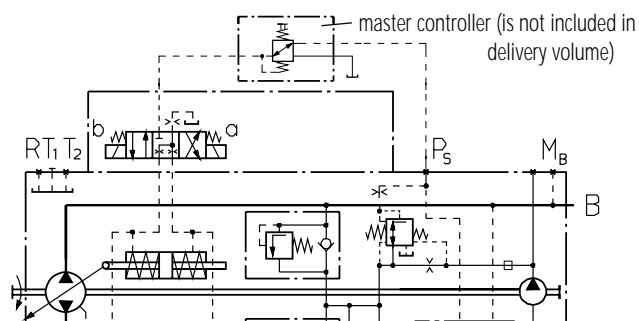 master controller (is not included in
delivery volume)
b a
R T1 T2 PS MB
B